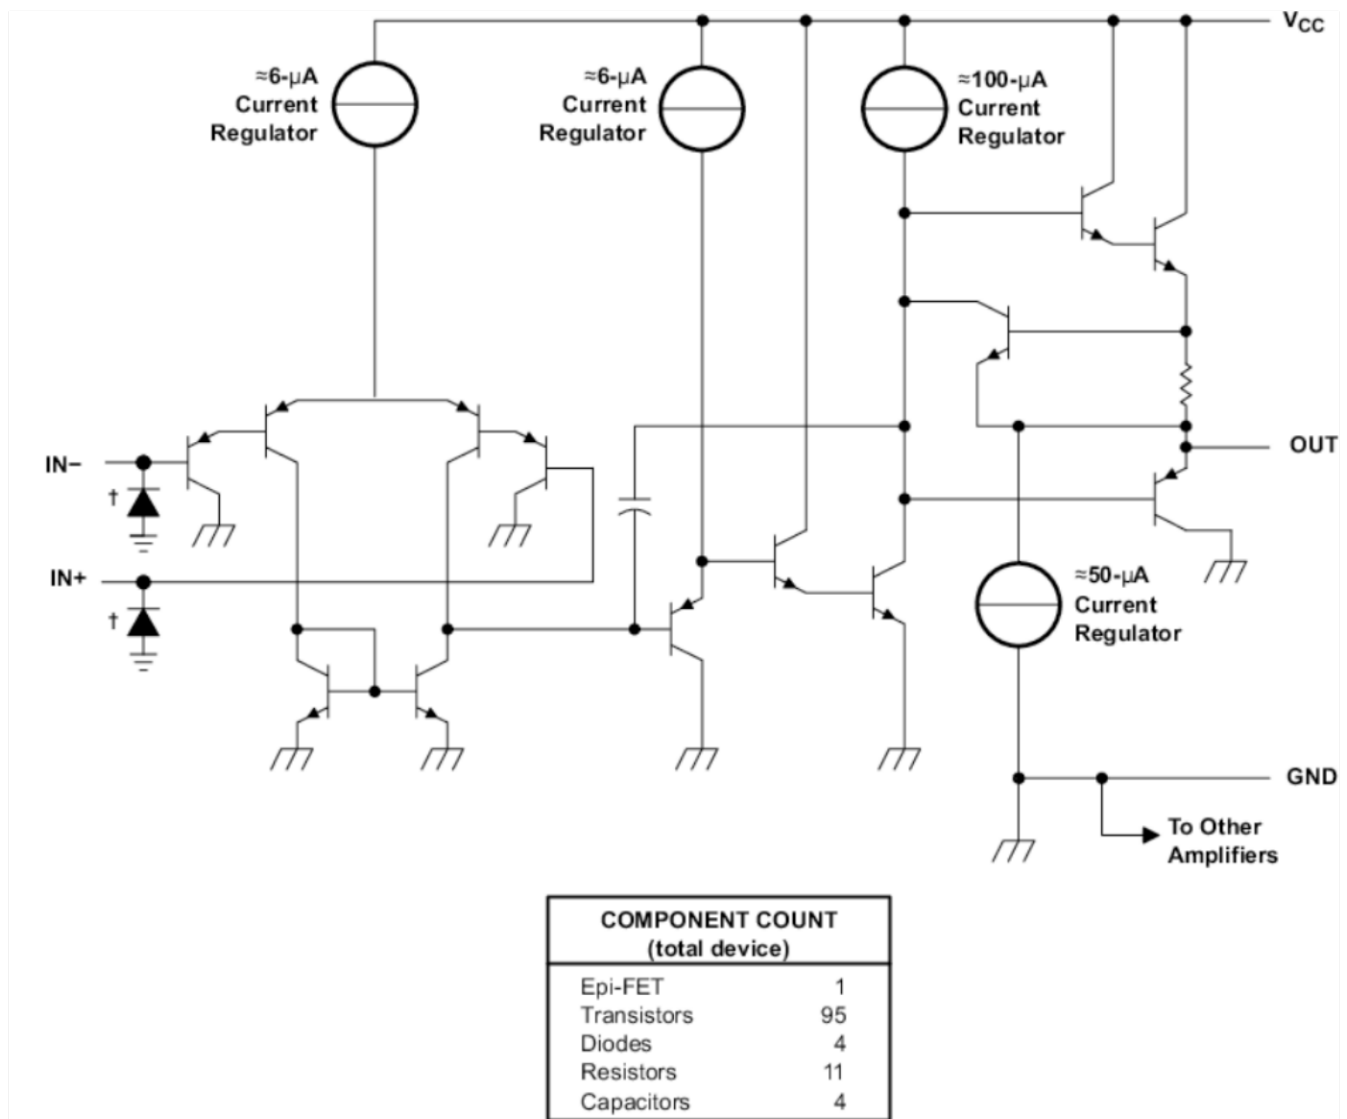 VCC
≈6-μA
Current
Regulator
≈6-μA
Current
Regulator
≈100-μA
Current
Regulator
IN−
†
OUT
IN+
†
≈50-μA
Current
Regulator
GND
To Other
Amplifiers
COMPONENT COUNT
(total device)
Epi-FET 1
Transistors 95
Diodes 4
Resistors 11
Capacitors 4